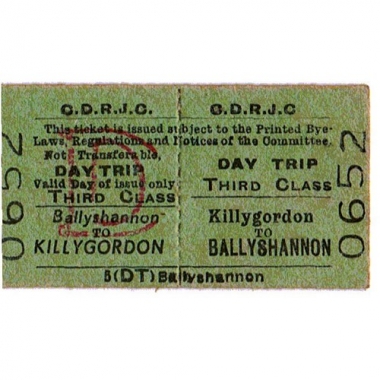 C.D.R.J.C. C.D.R.J.C
This ticket is issued subject to the Printed Bye-
Laws, Regulations and Notices of the Committee.
Not Transferable,
DAY TRIP
Valid Day of issue only
THIRD CLASS
Ballyshannon
TO
KILLYGORDON
DAY TRIP
THIRD CLASS
Killygordon
TO
BALLYSHANNON
5(DT) Ballyshannon
0652
0652
D